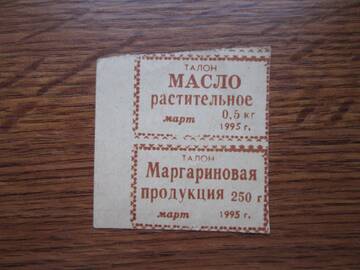 ТАЛОН
МАСЛО
растительное
0,5 кг
март 1995 г.
ТАЛОН
Маргариновая
продукция 250 г
март 1995 г.